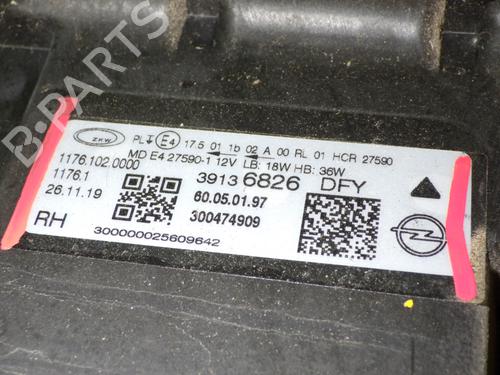 ZKW PL E4 17.5 01 1b 02 A 00 RL 01 HCR 27590
MD E4 27590-1 12V LB: 18W HB: 36W
1176.102.0000
1176.1
26.11.19
3913 6826 DFY
60.05.01.97
300474909
RH
300000025609642
B-PARTS